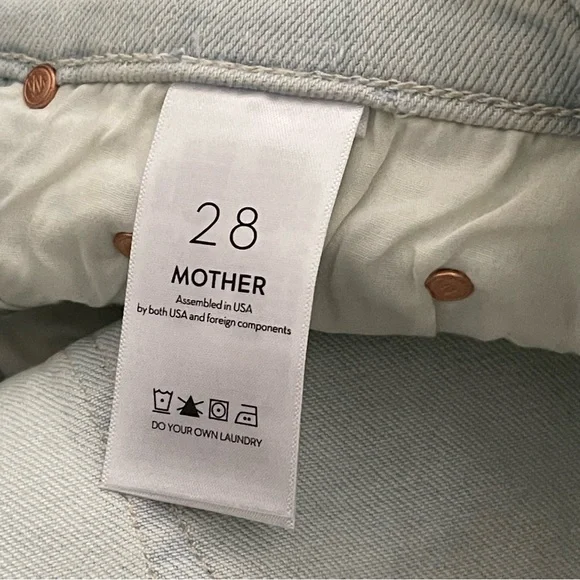 28
MOTHER
Assembled in USA
by both USA and foreign components
DO YOUR OWN LAUNDRY